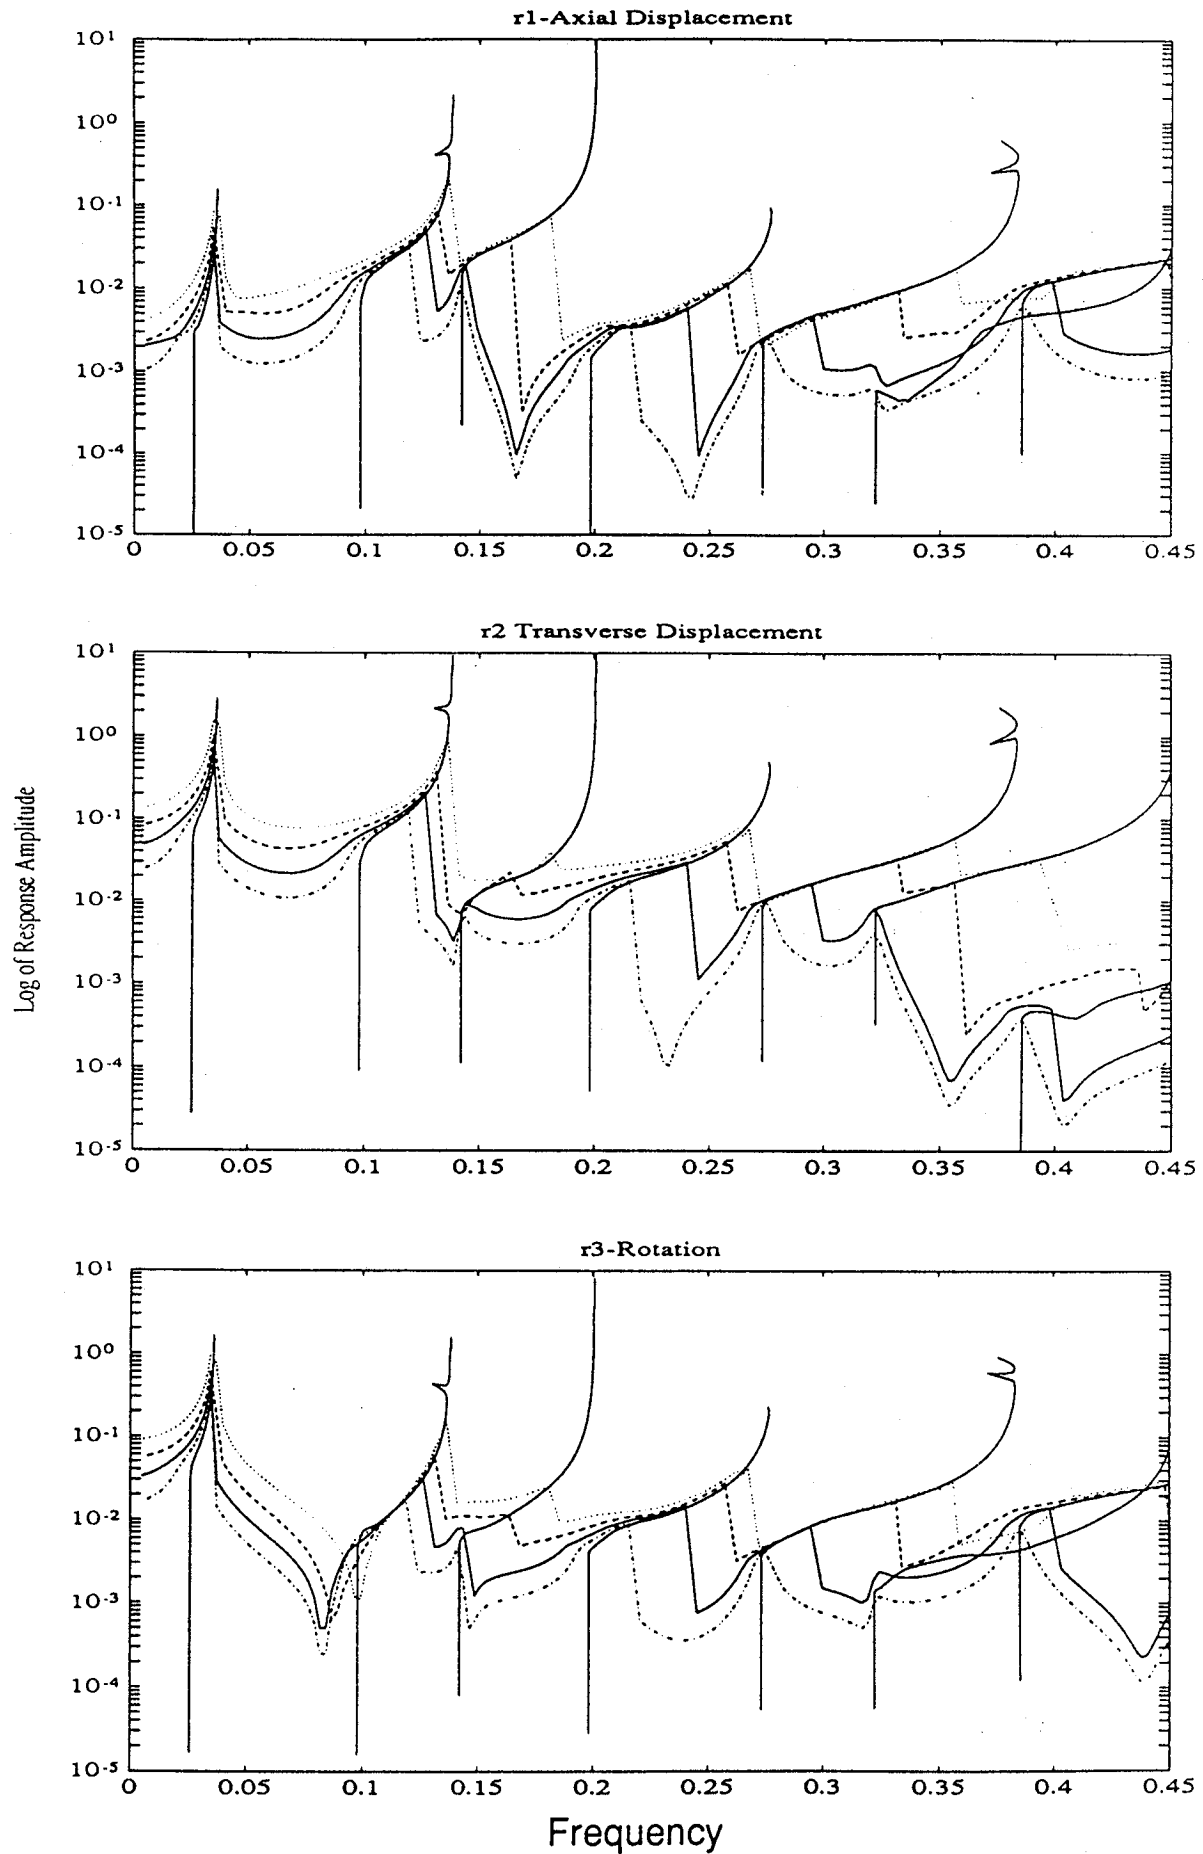 r1-Axial Displacement
10¹
10⁰
10⁻¹
10⁻²
10⁻³
10⁻⁴
10⁻⁵
0 0.05 0.1 0.15 0.2 0.25 0.3 0.35 0.4 0.45
r2 Transverse Displacement
10¹
10⁰
10⁻¹
10⁻²
10⁻³
10⁻⁴
10⁻⁵
0 0.05 0.1 0.15 0.2 0.25 0.3 0.35 0.4 0.45
Log of Response Amplitude
r3-Rotation
10¹
10⁰
10⁻¹
10⁻²
10⁻³
10⁻⁴
10⁻⁵
0 0.05 0.1 0.15 0.2 0.25 0.3 0.35 0.4 0.45
Frequency